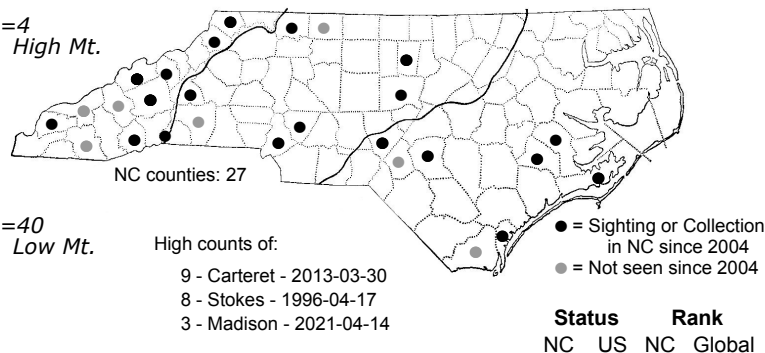 =4
High Mt.
NC counties: 27
=40
Low Mt.
High counts of:
9 - Carteret - 2013-03-30
8 - Stokes - 1996-04-17
3 - Madison - 2021-04-14
= Sighting or Collection
in NC since 2004
= Not seen since 2004
Status Rank
NC US NC Global